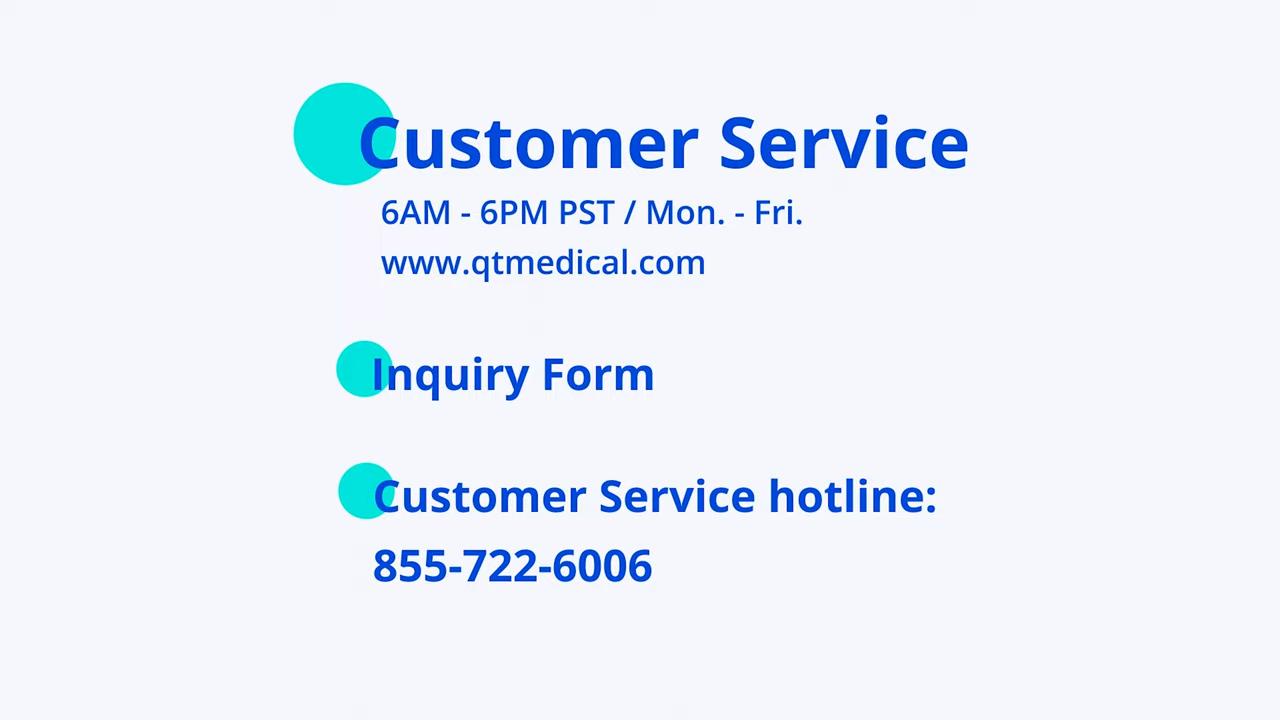 Customer Service
6AM - 6PM PST / Mon. - Fri.
www.qtmedical.com
Inquiry Form
Customer Service hotline:
855-722-6006